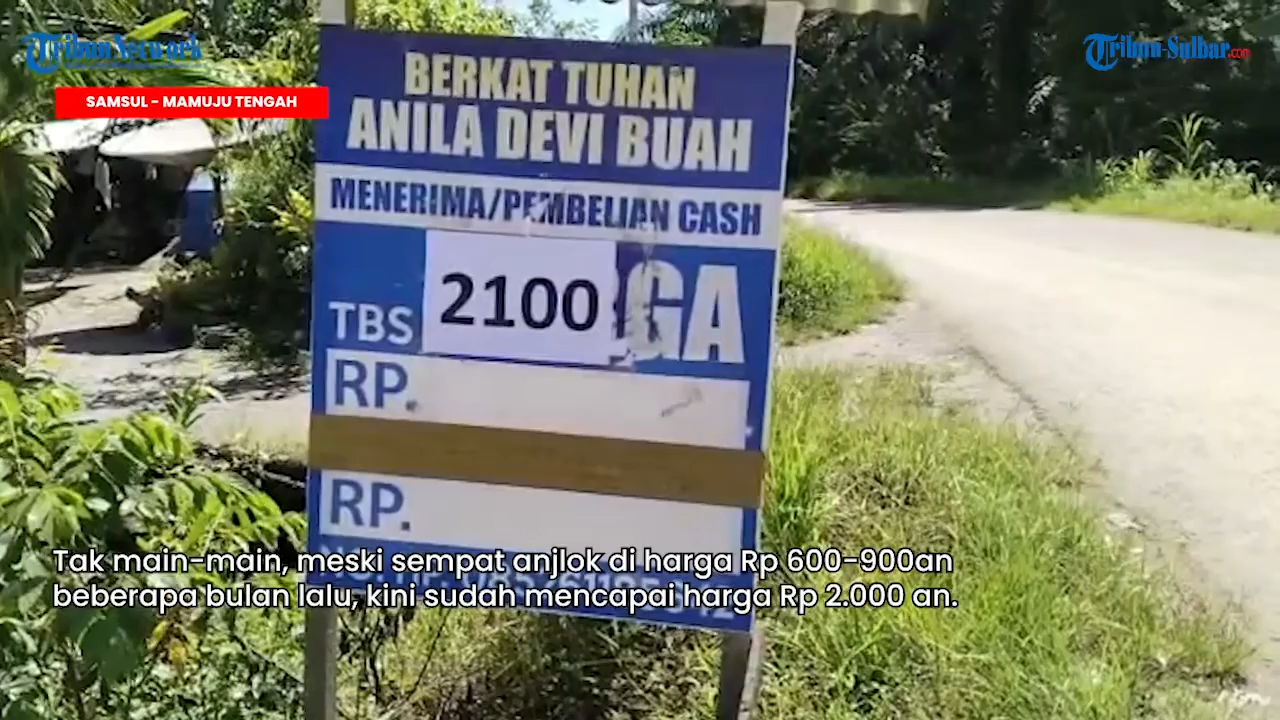 Tribun Network
Tribun-Sulbar.com
SAMSUL - MAMUJU TENGAH
BERKAT TUHAN
ANILA DEVI BUAH
MENERIMA/PEMBELIAN CASH
2100
TBS
RP.
RP.
Tak main-main, meski sempat anjlok di harga Rp 600-900an
beberapa bulan lalu, kini sudah mencapai harga Rp 2.000 an.